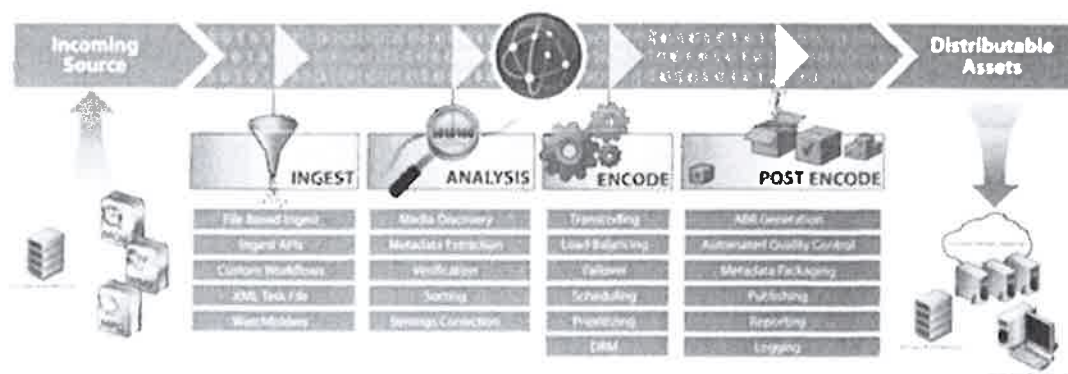 Incoming
Source
Distributable
Assets
INGEST
ANALYSIS
ENCODE
POST ENCODE
File Based Ingest
Ingest APIs
Custom Workflows
XML Task File
Watchfolders
Media Discovery
Metadata Extraction
Verification
Sorting
Settings Correction
Transcoding
Load Balancing
Failover
Scheduling
Prioritizing
DRM
ABR Generation
Automated Quality Control
Metadata Packaging
Publishing
Reporting
Logging